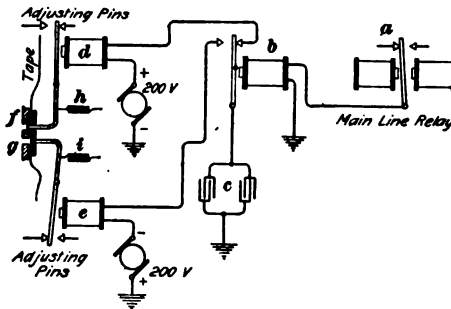 Adjusting Pins
Tape
d
b
a
+
200 V
-
h
f
g
i
Main Line Relay
c
e
-
200 V
+
Adjusting
Pins